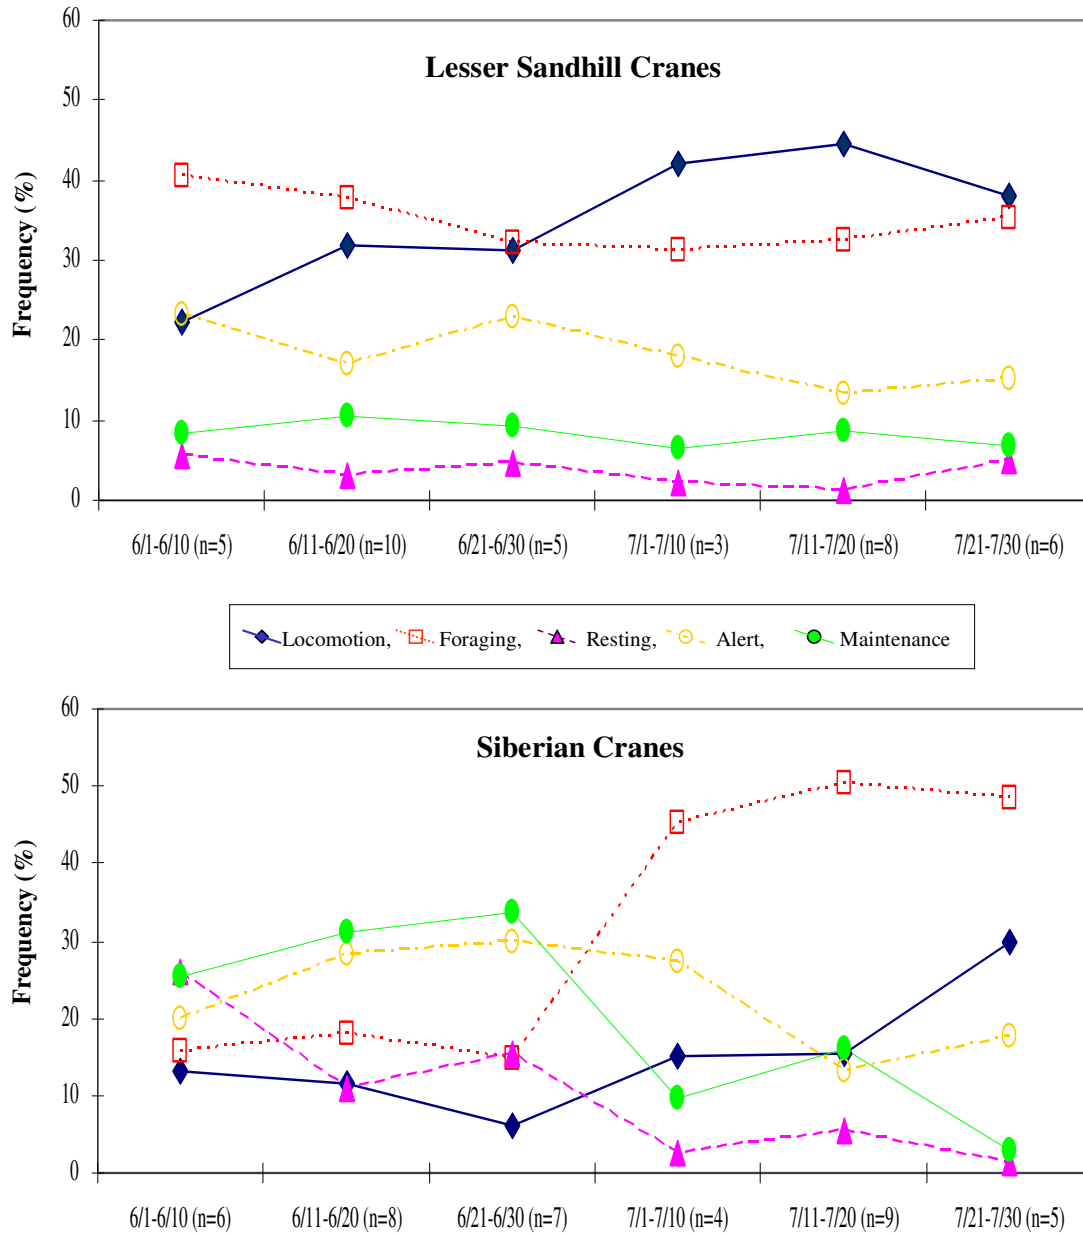 60
Lesser Sandhill Cranes
50
40
30
20
10
0
Frequency (%)
6/1-6/10 (n=5) 6/11-6/20 (n=10) 6/21-6/30 (n=5) 7/1-7/10 (n=3) 7/11-7/20 (n=8) 7/21-7/30 (n=6)
Locomotion, Foraging, Resting, Alert, Maintenance
60
Siberian Cranes
50
40
30
20
10
0
Frequency (%)
6/1-6/10 (n=6) 6/11-6/20 (n=8) 6/21-6/30 (n=7) 7/1-7/10 (n=4) 7/11-7/20 (n=9) 7/21-7/30 (n=5)